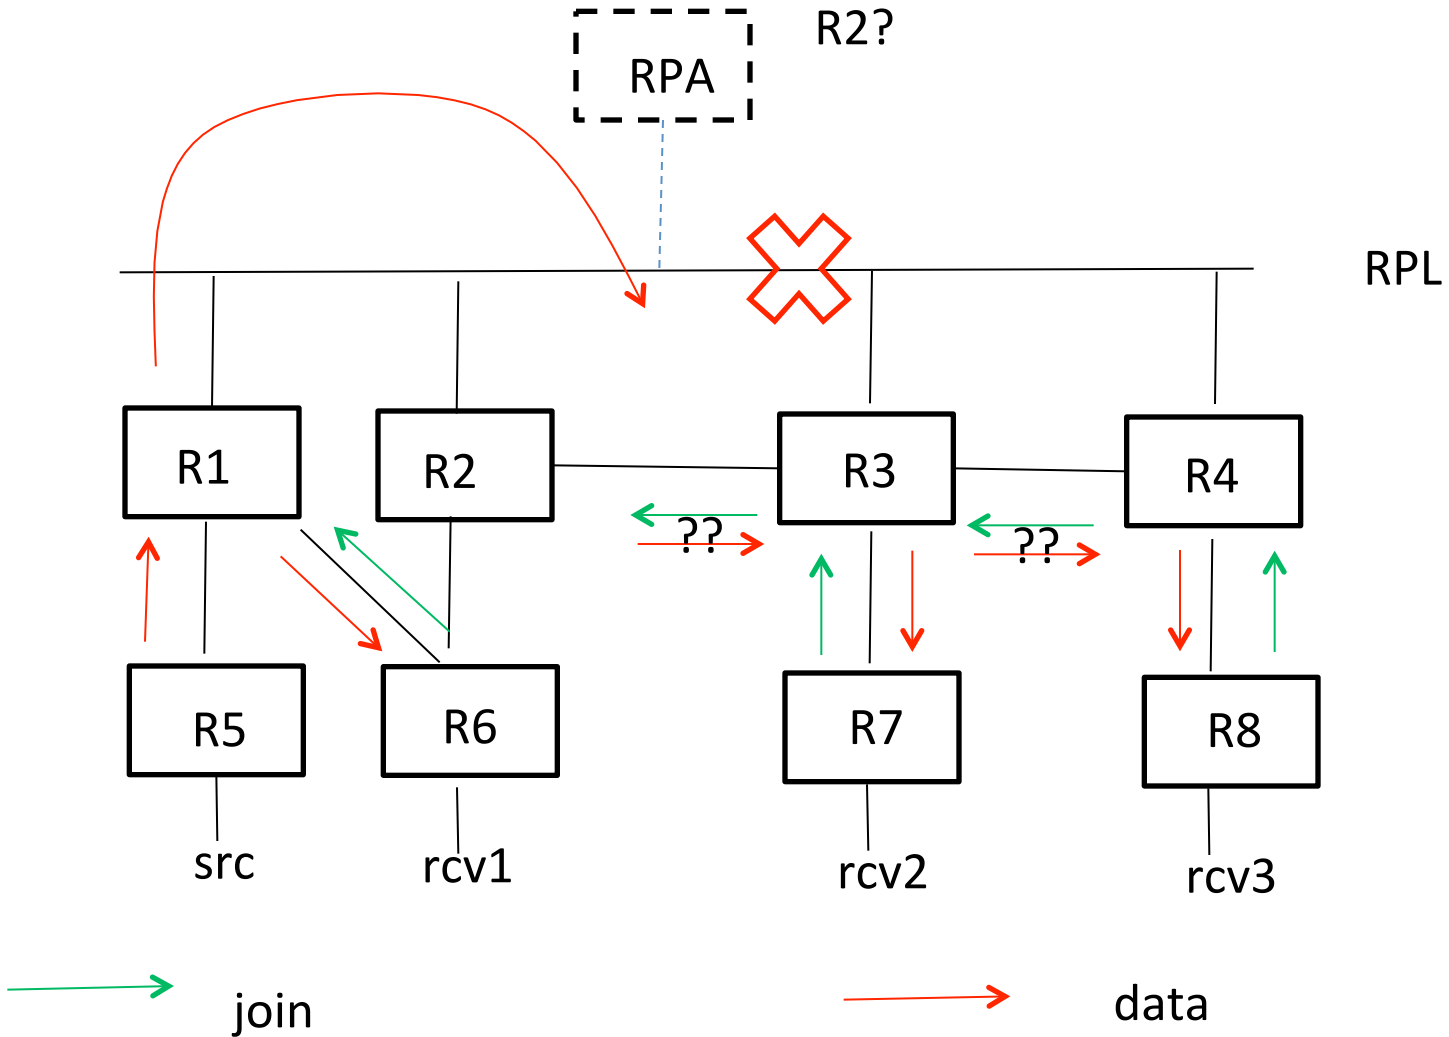 R2?
RPA
RPL
R1
R2
R3
R4
??
??
R5
R6
R7
R8
src
rcv1
rcv2
rcv3
join
data